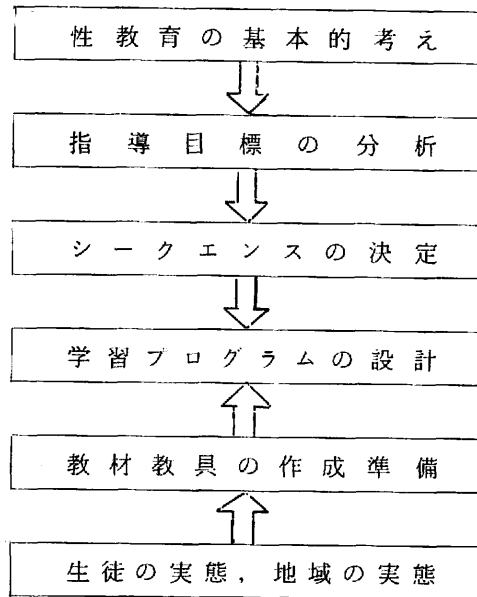 性教育の基本的考え
指導目標の分析
シークエンスの決定
学習プログラムの設計
教材教具の作成準備
生徒の実態，地域の実態